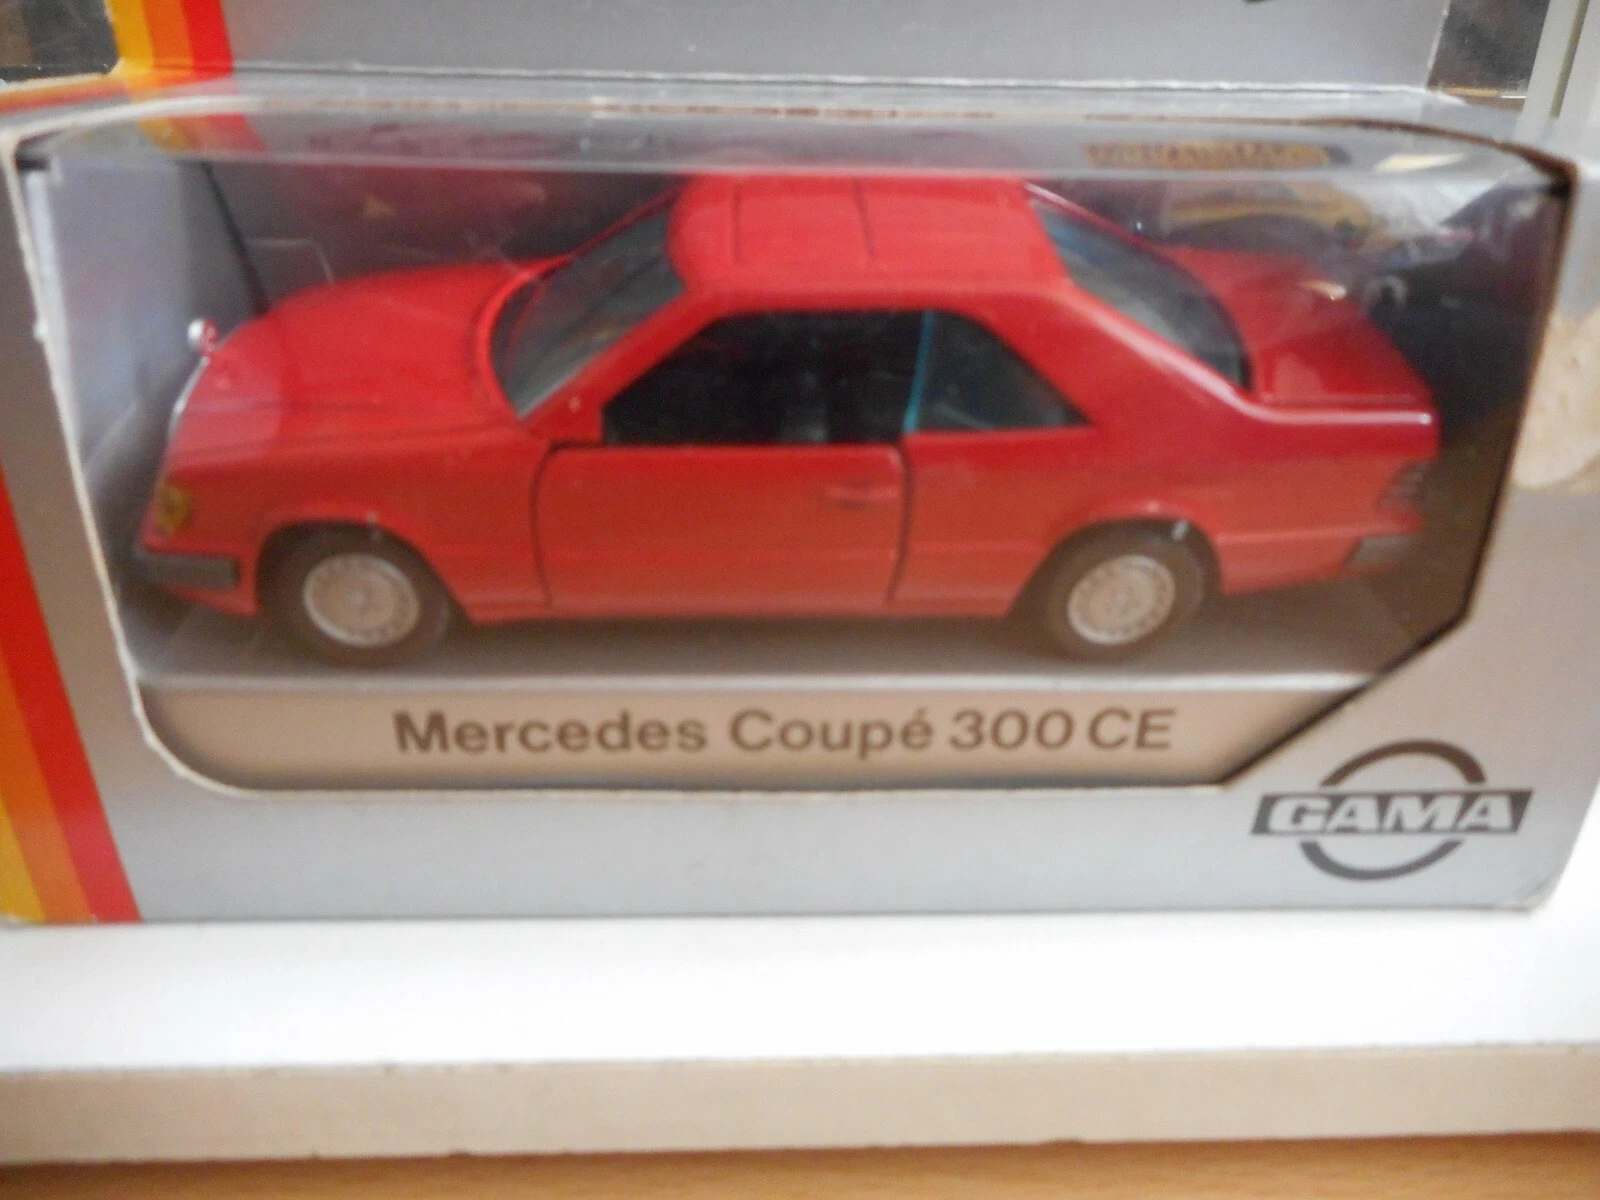 Mercedes Coupé 300 CE
GAMA